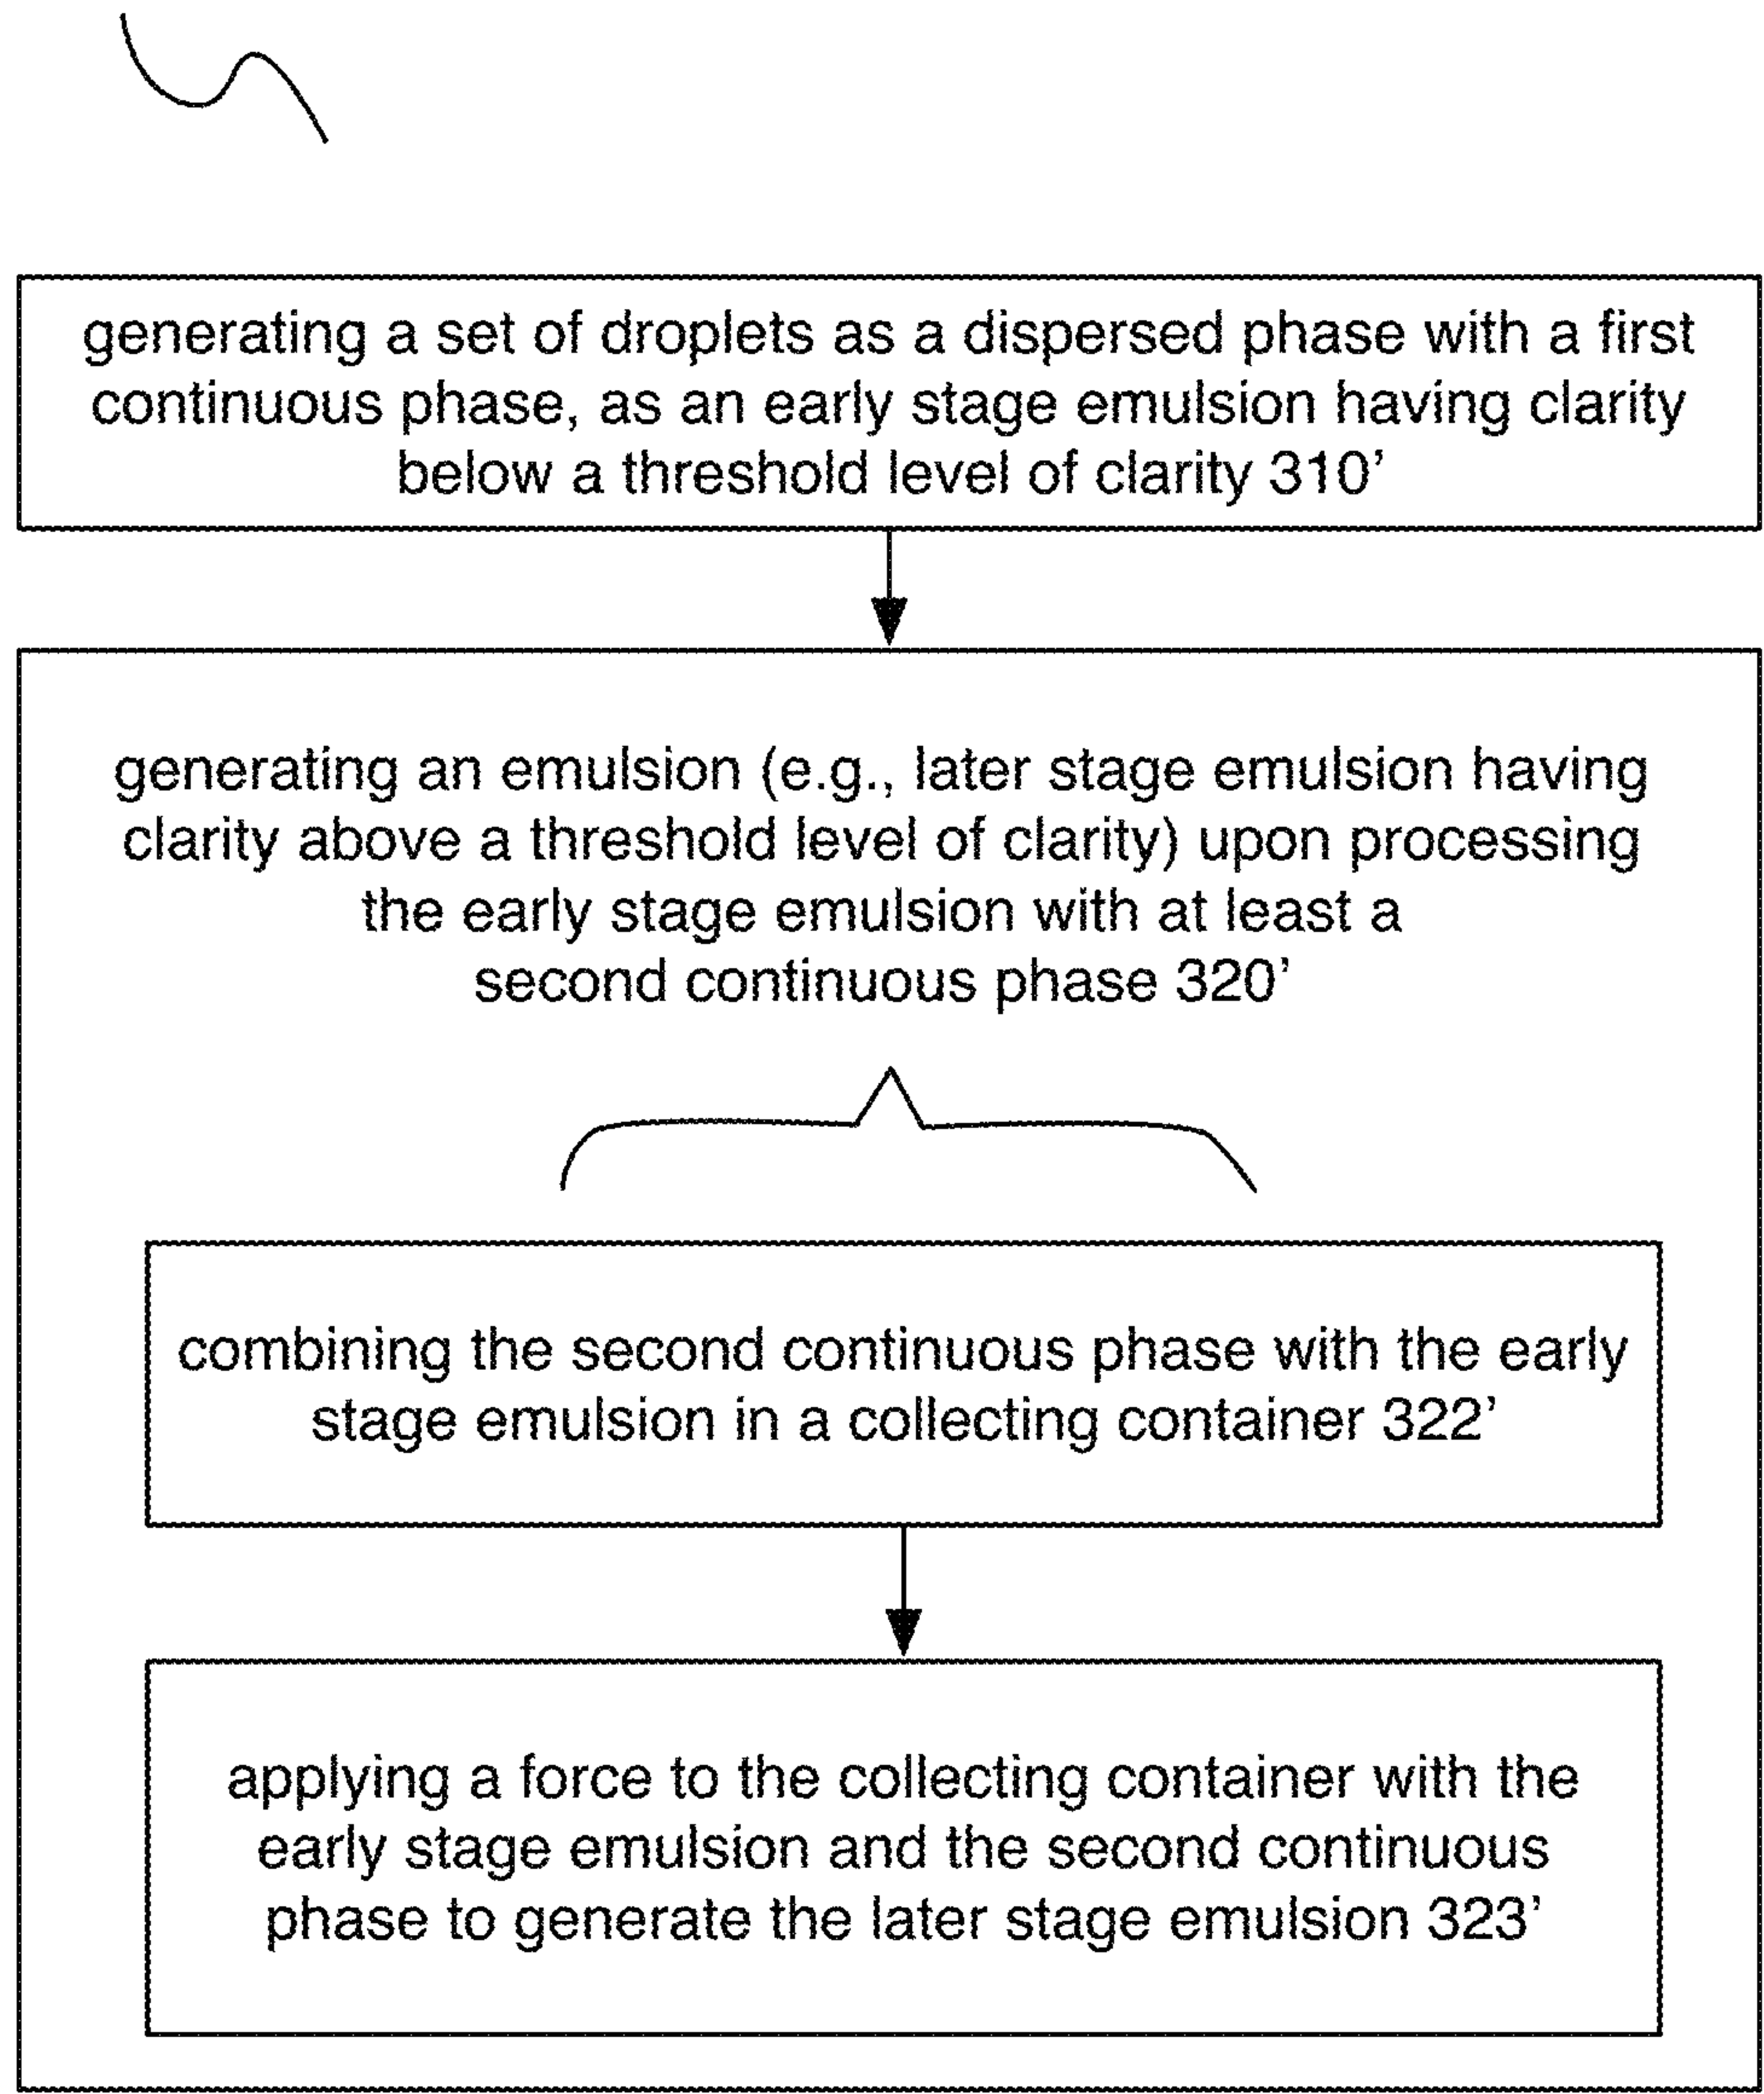 generating a set of droplets as a dispersed phase with a first
continuous phase, as an early stage emulsion having clarity
below a threshold level of clarity 310’
generating an emulsion (e.g., later stage emulsion having
clarity above a threshold level of clarity) upon processing
the early stage emulsion with at least a
second continuous phase 320’
combining the second continuous phase with the early
stage emulsion in a collecting container 322’
applying a force to the collecting container with the
early stage emulsion and the second continuous
phase to generate the later stage emulsion 323’